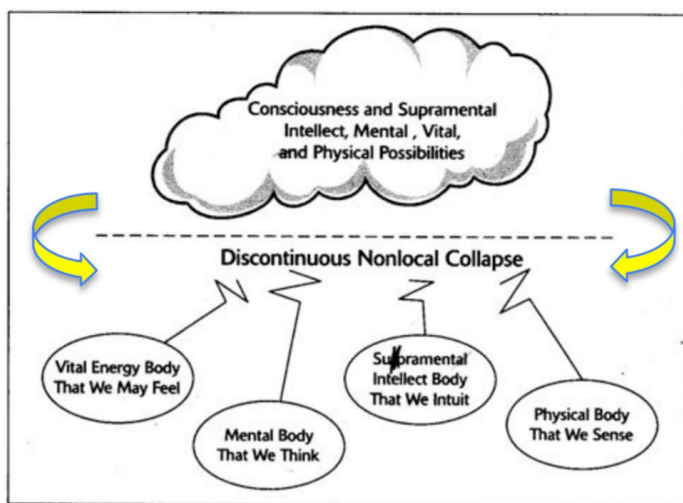 Consciousness and Supramental
Intellect, Mental , Vital,
and Physical Possibilities
Discontinuous Nonlocal Collapse
Vital Energy Body
That We May Feel
Mental Body
That We Think
Supramental
Intellect Body
That We Intuit
Physical Body
That We Sense